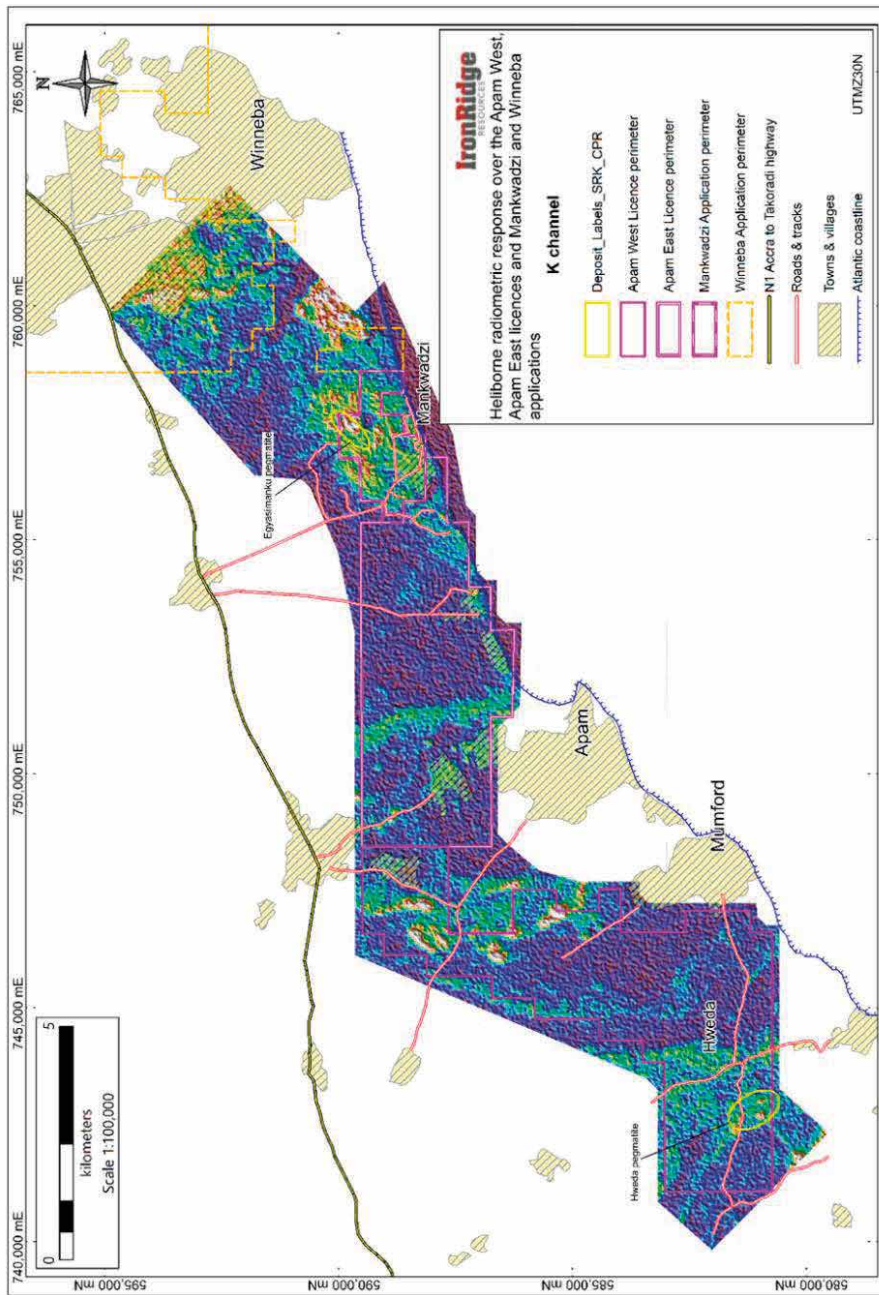 740,000 mE
745,000 mE
750,000 mE
755,000 mE
760,000 mE
765,000 mE
0
5
kilometers
Scale 1:100,000
N
595,000 mN
590,000 mN
585,000 mN
580,000 mN
Winneba
Egyasimanku pegmatite
Mankwadzi
Apam
Mumford
Hweda
Hweda pegmatite
IronRidge
RESOURCES
Heliborne radiometric response over the Apam West,
Apam East licences and Mankwadzi and Winneba
applications
K channel
Deposit_Labels_SRK_CPR
Apam West Licence perimeter
Apam East Licence perimeter
Mankwadzi Application perimeter
Winneba Application perimeter
N1 Accra to Takoradi highway
Roads & tracks
Towns & villages
Atlantic coastline
UTMZ30N